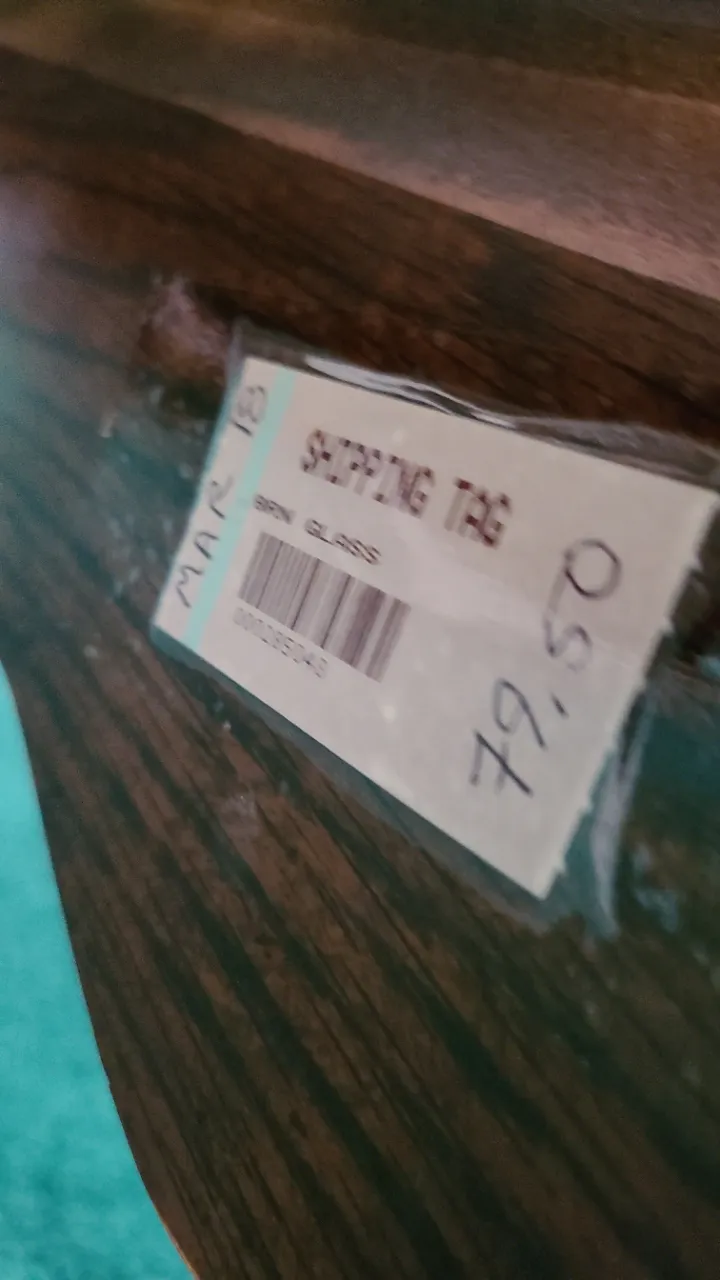 MAR 18
SHIPPING TAG
BRN GLASS
79.50